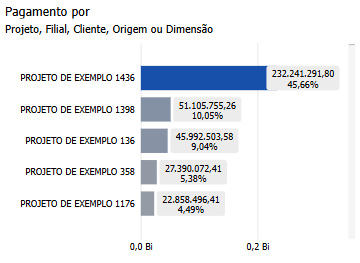 Pagamento por
Projeto, Filial, Cliente, Origem ou Dimensão
PROJETO DE EXEMPLO 1436
232.241.291,80
45,66%
PROJETO DE EXEMPLO 1398
51.105.755,26
10,05%
PROJETO DE EXEMPLO 136
45.992.503,58
9,04%
PROJETO DE EXEMPLO 358
27.390.072,41
5,38%
PROJETO DE EXEMPLO 1176
22.858.496,41
4,49%
0,0 Bi
0,2 Bi